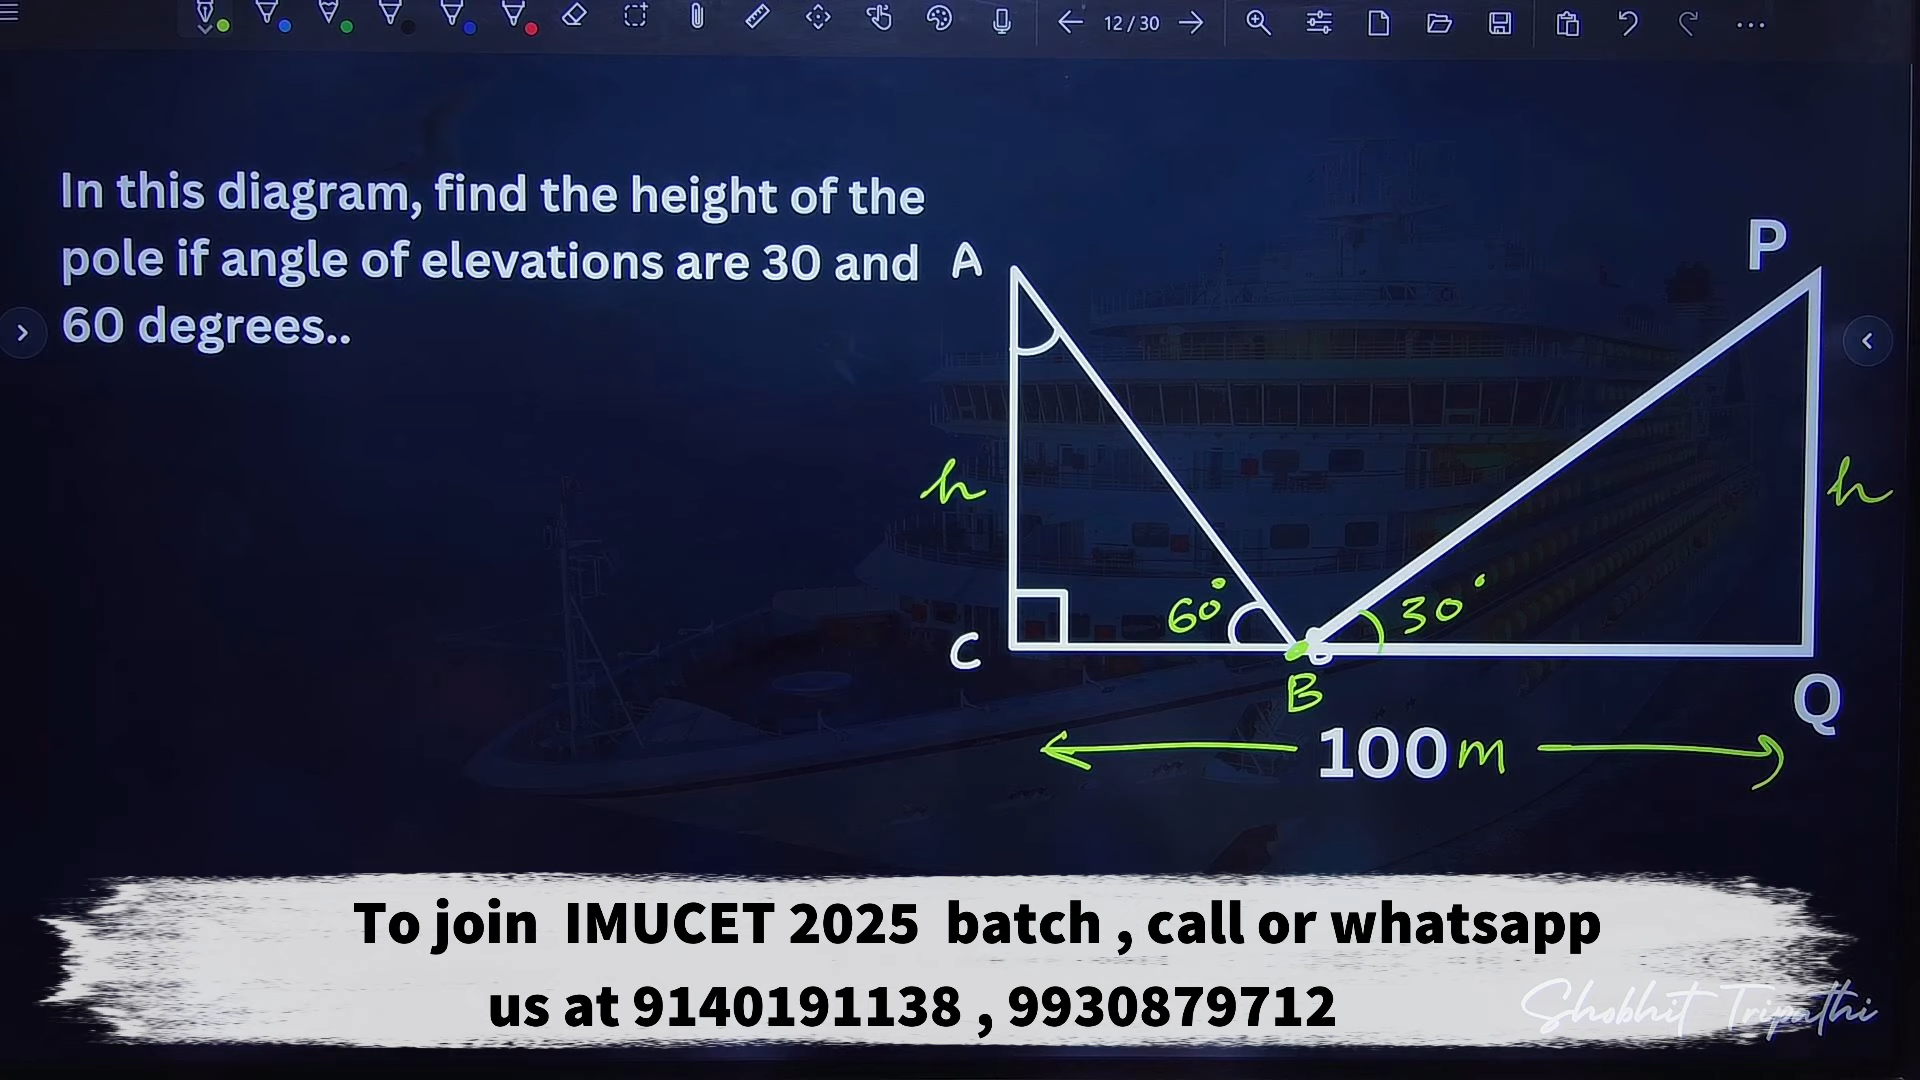 12 / 30
In this diagram, find the height of the
pole if angle of elevations are 30 and
60 degrees..
A
P
h
h
60°
30°
C
B
Q
100m
To join IMUCET 2025 batch , call or whatsapp
us at 9140191138 , 9930879712
Shobhit Tripathi